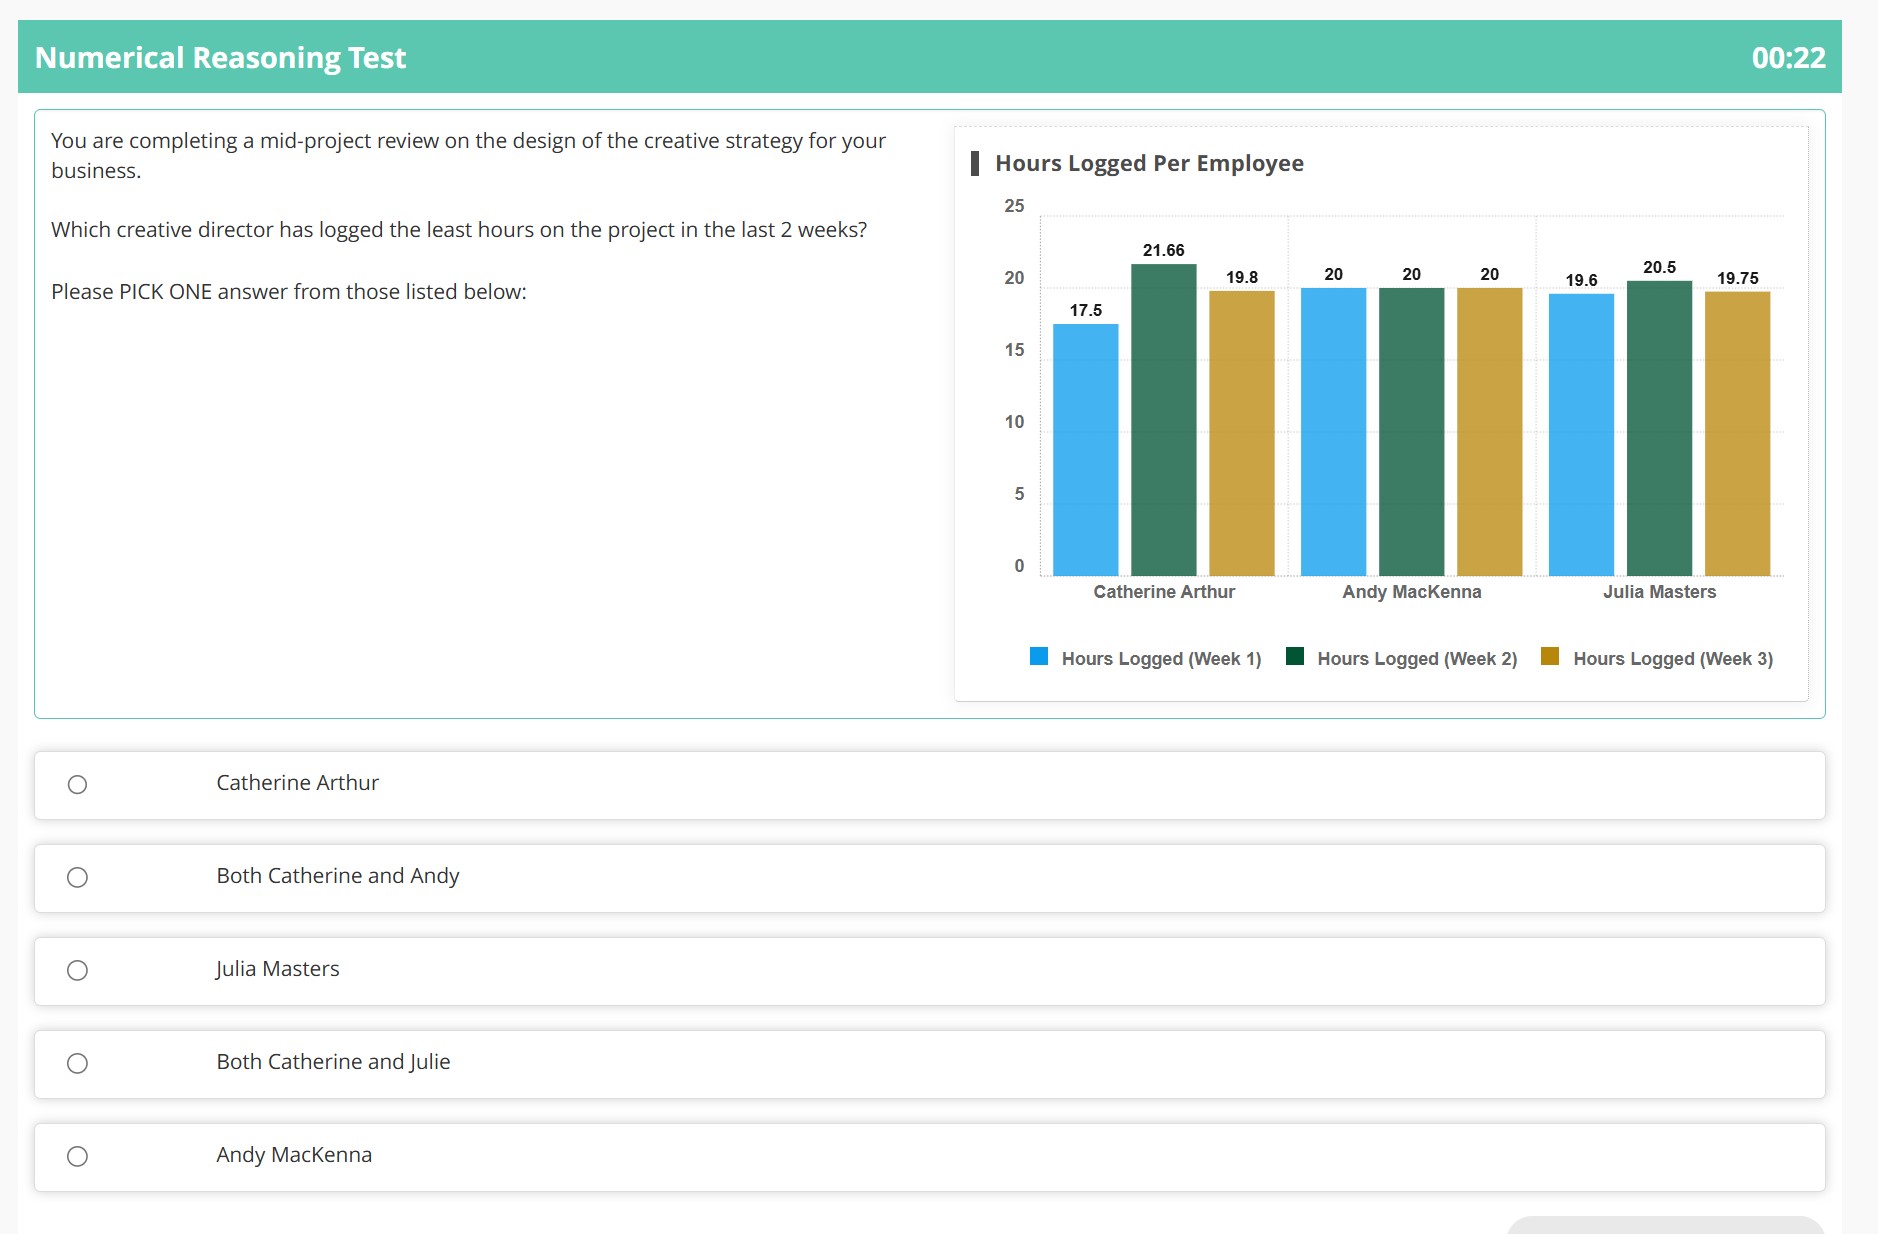 Numerical Reasoning Test
00:22
You are completing a mid-project review on the design of the creative strategy for your
business.
Which creative director has logged the least hours on the project in the last 2 weeks?
Please PICK ONE answer from those listed below:
Hours Logged Per Employee
25
20
15
10
5
0
17.5
21.66
19.8
20
20
20
19.6
20.5
19.75
Catherine Arthur
Andy MacKenna
Julia Masters
Hours Logged (Week 1)
Hours Logged (Week 2)
Hours Logged (Week 3)
Catherine Arthur
Both Catherine and Andy
Julia Masters
Both Catherine and Julie
Andy MacKenna